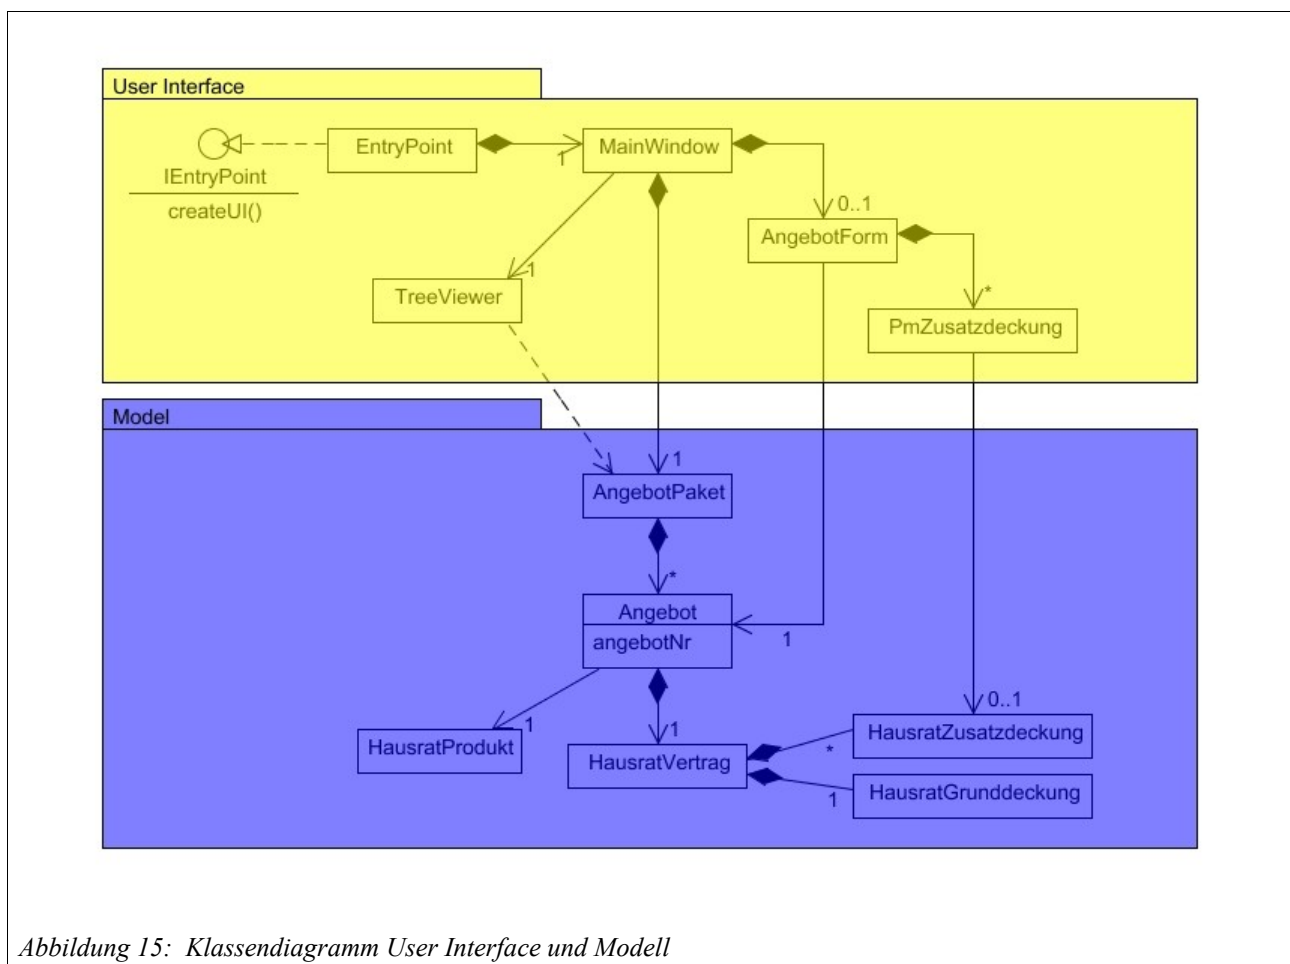 User Interface
EntryPoint
1
MainWindow
IEntryPoint
createUI()
0..1
AngebotForm
1
TreeViewer
*
PmZusatzdeckung
Model
1
AngebotPaket
*
Angebot
angebotNr
1
1
HausratProdukt
1
HausratVertrag
0..1
HausratZusatzdeckung
*
HausratGrunddeckung
1
Abbildung 15: Klassendiagramm User Interface und Modell